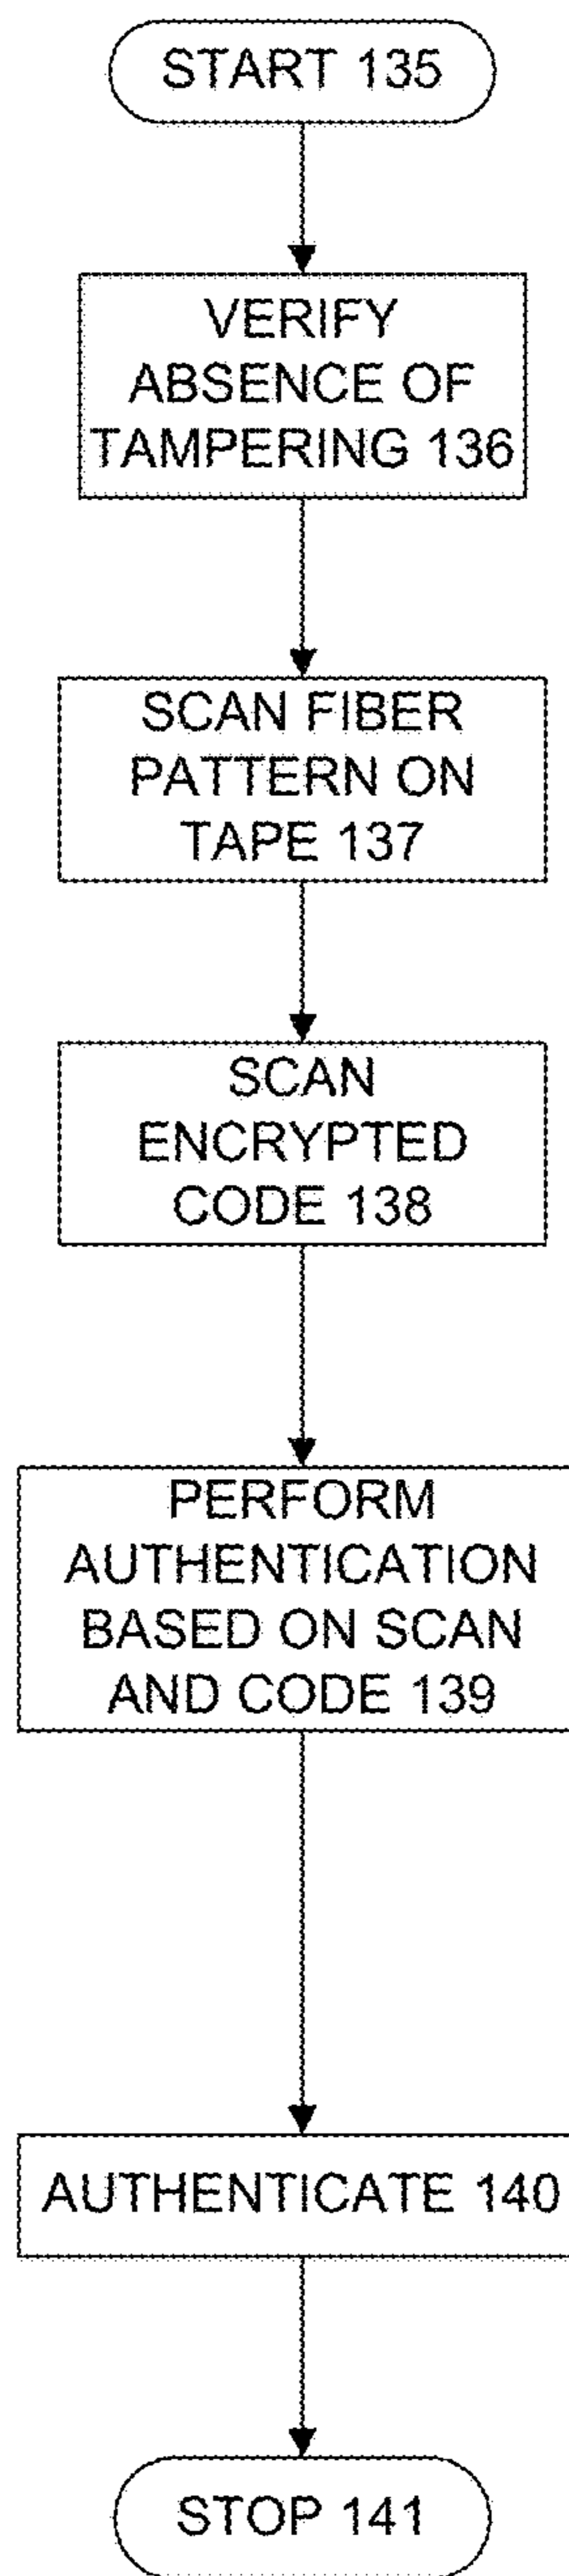 START 135
VERIFY
ABSENCE OF
TAMPERING 136
SCAN FIBER
PATTERN ON
TAPE 137
SCAN
ENCRYPTED
CODE 138
PERFORM
AUTHENTICATION
BASED ON SCAN
AND CODE 139
AUTHENTICATE 140
STOP 141